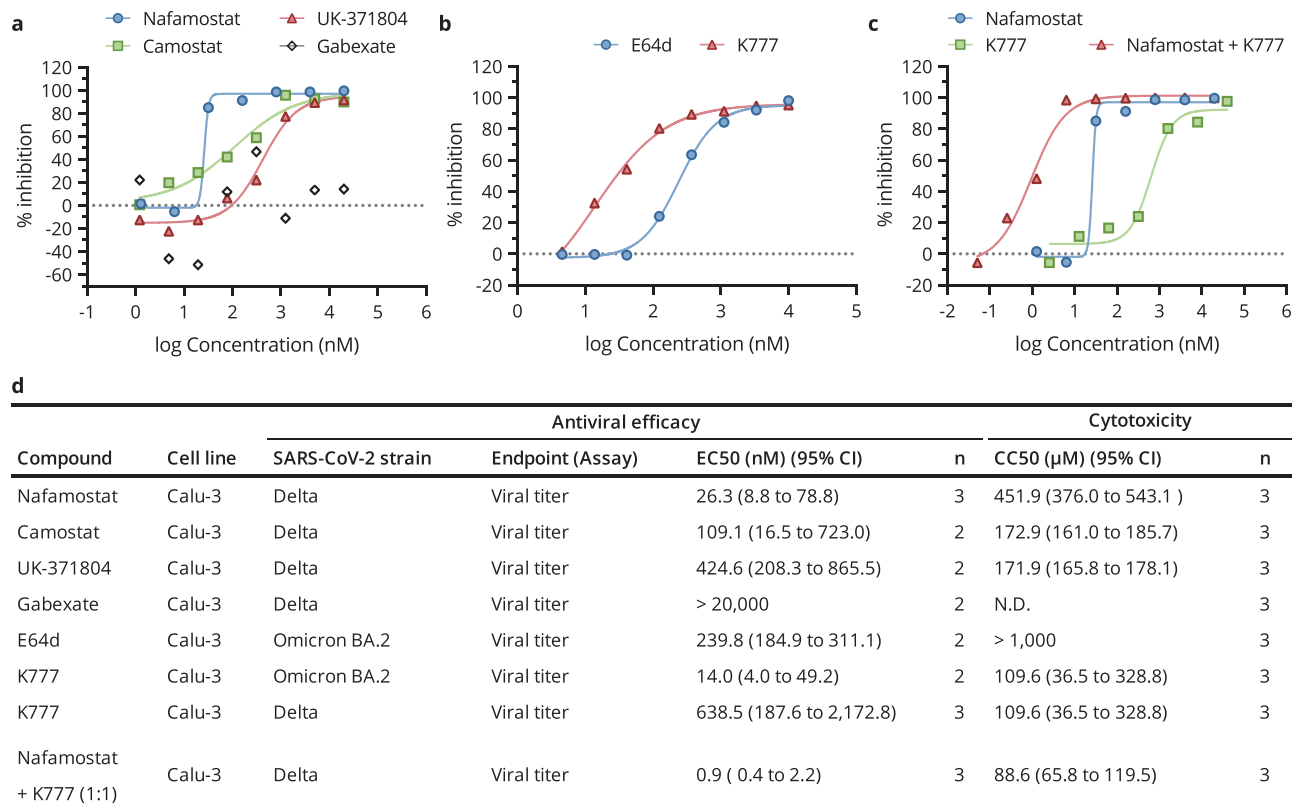 a
Nafamostat
UK-371804
Camostat
Gabexate
120
100
80
60
40
20
0
-20
-40
-60
% inhibition
-1 0 1 2 3 4 5 6
log Concentration (nM)
b
E64d
K777
120
100
80
60
40
20
0
-20
% inhibition
0 1 2 3 4 5
log Concentration (nM)
c
Nafamostat
K777
Nafamostat + K777
120
100
80
60
40
20
0
-20
% inhibition
-2 -1 0 1 2 3 4 5 6
log Concentration (nM)
d
Antiviral efficacy Cytotoxicity
Compound Cell line SARS-CoV-2 strain Endpoint (Assay) EC50 (nM) (95% CI) n CC50 (µM) (95% CI) n
Nafamostat Calu-3 Delta Viral titer 26.3 (8.8 to 78.8) 3 451.9 (376.0 to 543.1 ) 3
Camostat Calu-3 Delta Viral titer 109.1 (16.5 to 723.0) 2 172.9 (161.0 to 185.7) 3
UK-371804 Calu-3 Delta Viral titer 424.6 (208.3 to 865.5) 2 171.9 (165.8 to 178.1) 3
Gabexate Calu-3 Delta Viral titer > 20,000 2 N.D. 3
E64d Calu-3 Omicron BA.2 Viral titer 239.8 (184.9 to 311.1) 2 > 1,000 3
K777 Calu-3 Omicron BA.2 Viral titer 14.0 (4.0 to 49.2) 2 109.6 (36.5 to 328.8) 3
K777 Calu-3 Delta Viral titer 638.5 (187.6 to 2,172.8) 3 109.6 (36.5 to 328.8) 3
Nafamostat
+ K777 (1:1) Calu-3 Delta Viral titer 0.9 ( 0.4 to 2.2) 3 88.6 (65.8 to 119.5) 3